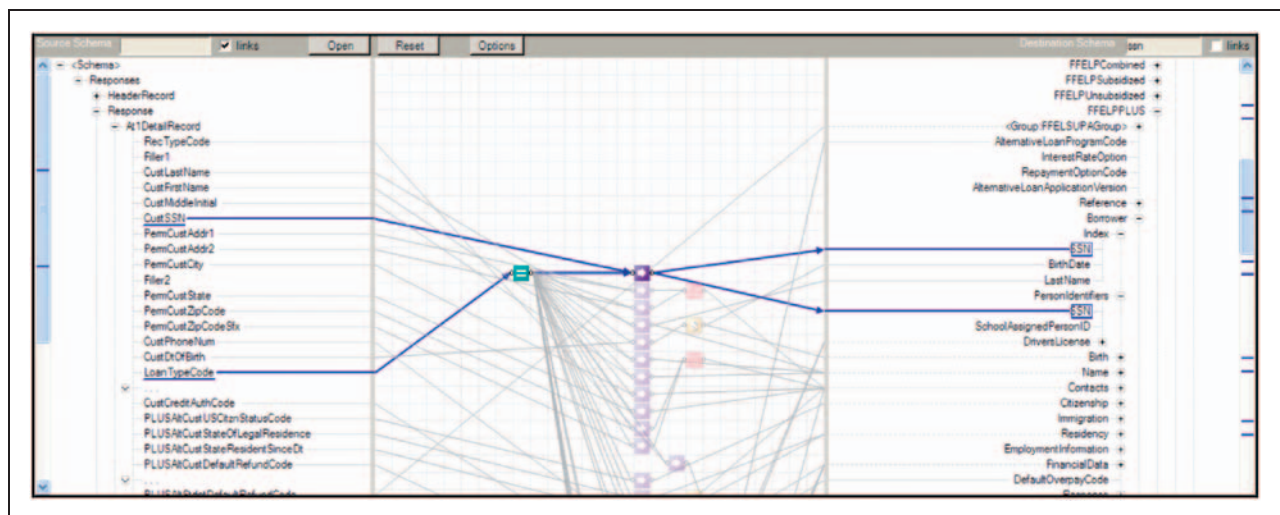 Source Schema links Open Reset Options Destination Schema ssn links
<Schema>
Responses
HeaderRecord
Response
At1DetailRecord
RecTypeCode
Filler1
CustLastName
CustFirstName
CustMiddleInitial
CustSSN
PermCustAddr1
PermCustAddr2
PermCustCity
Filler2
PermCustState
PermCustZipCode
PermCustZipCodeSfx
CustPhoneNum
CustDtOfBirth
LoanTypeCode
...
CustCreditAuthCode
PLUSAltCustUSCitznStatusCode
PLUSAltCustStateOfLegalResidence
PLUSAltCustStateResidentSinceDt
PLUSAltCustDefaultRefundCode
...
PLUSAltStdntDefaultRefundCode
FFELPCombined
FFELPSubsidized
FFELPUnsubsidized
FFELPPLUS
<Group:FFELSUPAGroup>
AlternativeLoanProgramCode
InterestRateOption
RepaymentOptionCode
AlternativeLoanApplicationVersion
Reference
Borrower
Index
SSN
BirthDate
LastName
PersonIdentifiers
SSN
SchoolAssignedPersonID
DriversLicense
Birth
Name
Contacts
Citizenship
Immigration
Residency
EmploymentInformation
FinancialData
DefaultOverpayCode
Response